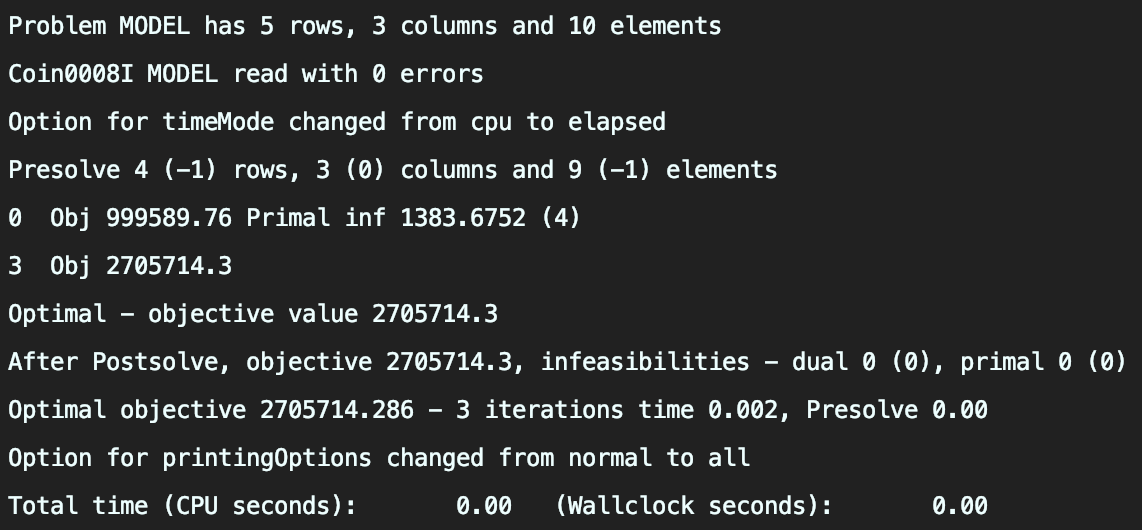 Problem MODEL has 5 rows, 3 columns and 10 elements
Coin0008I MODEL read with 0 errors
Option for timeMode changed from cpu to elapsed
Presolve 4 (-1) rows, 3 (0) columns and 9 (-1) elements
0  Obj 999589.76 Primal inf 1383.6752 (4)
3  Obj 2705714.3
Optimal - objective value 2705714.3
After Postsolve, objective 2705714.3, infeasibilities - dual 0 (0), primal 0 (0)
Optimal objective 2705714.286 - 3 iterations time 0.002, Presolve 0.00
Option for printingOptions changed from normal to all
Total time (CPU seconds):       0.00   (Wallclock seconds):       0.00